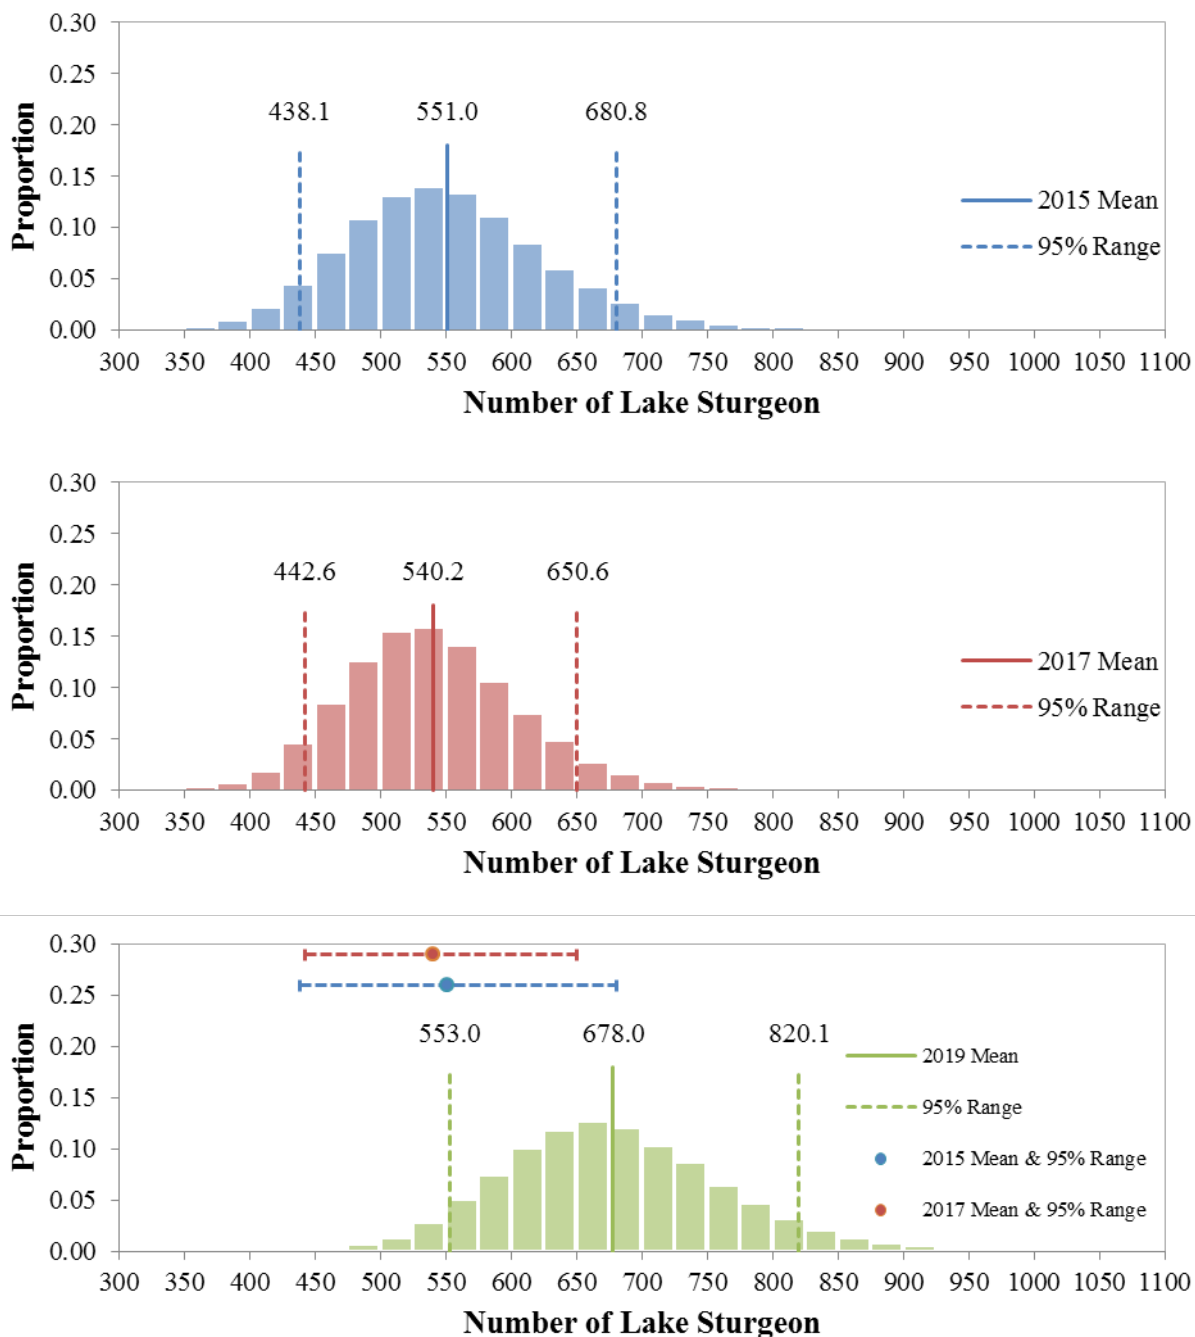 0.30
0.25
0.20
0.15
0.10
0.05
0.00
Proportion
438.1 551.0 680.8
2015 Mean
95% Range
300 350 400 450 500 550 600 650 700 750 800 850 900 950 1000 1050 1100
Number of Lake Sturgeon
0.30
0.25
0.20
0.15
0.10
0.05
0.00
Proportion
442.6 540.2 650.6
2017 Mean
95% Range
300 350 400 450 500 550 600 650 700 750 800 850 900 950 1000 1050 1100
Number of Lake Sturgeon
0.30
0.25
0.20
0.15
0.10
0.05
0.00
Proportion
553.0 678.0 820.1
2019 Mean
95% Range
2015 Mean & 95% Range
2017 Mean & 95% Range
300 350 400 450 500 550 600 650 700 750 800 850 900 950 1000 1050 1100
Number of Lake Sturgeon